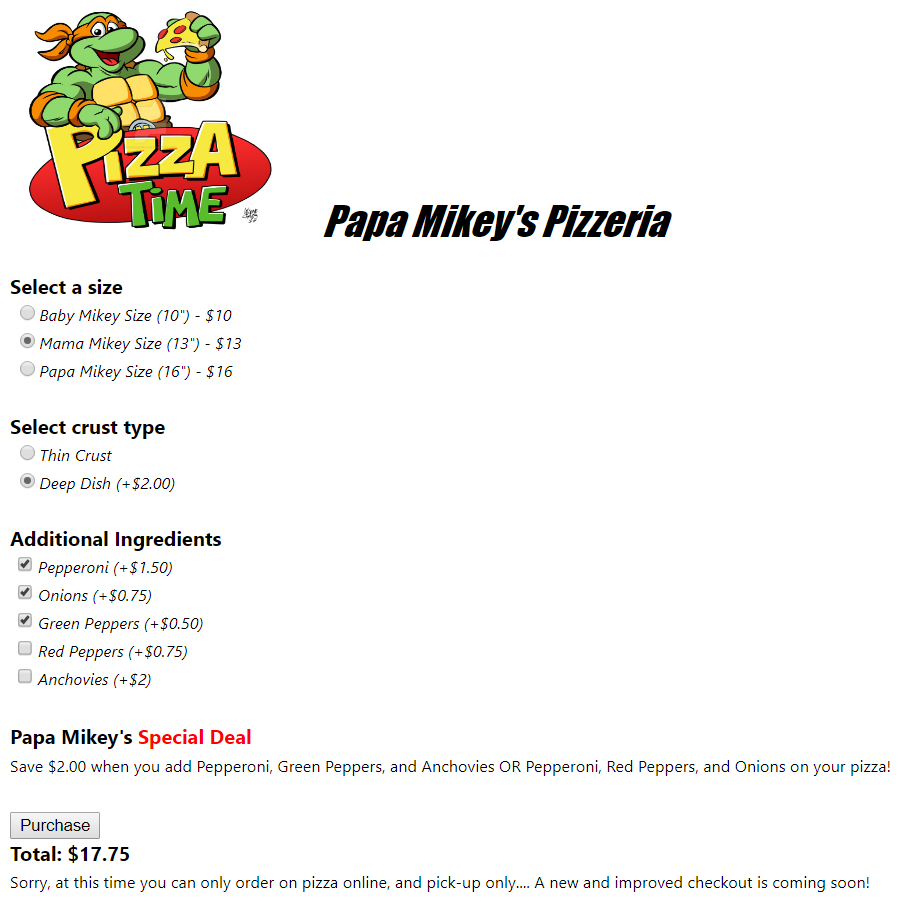 PIZZA
TIME
Papa Mikey's Pizzeria
Select a size
Baby Mikey Size (10") - $10
Mama Mikey Size (13") - $13
Papa Mikey Size (16") - $16
Select crust type
Thin Crust
Deep Dish (+$2.00)
Additional Ingredients
Pepperoni (+$1.50)
Onions (+$0.75)
Green Peppers (+$0.50)
Red Peppers (+$0.75)
Anchovies (+$2)
Papa Mikey's Special Deal
Save $2.00 when you add Pepperoni, Green Peppers, and Anchovies OR Pepperoni, Red Peppers, and Onions on your pizza!
Purchase
Total: $17.75
Sorry, at this time you can only order on pizza online, and pick-up only.... A new and improved checkout is coming soon!